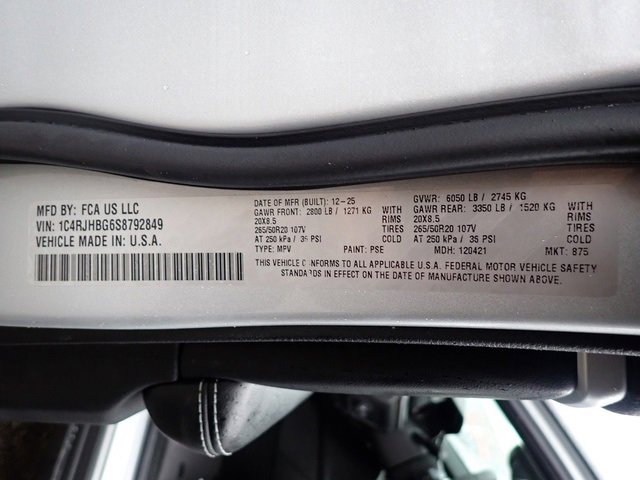 MFD BY: FCA US LLC
VIN: 1C4RJHBG6S8792849
VEHICLE MADE IN: U.S.A.
DATE OF MFR (BUILT): 12-25
GAWR FRONT: 2800 LB / 1271 KG WITH
20X8.5 RIMS
265/50R20 107V TIRES
AT 250 kPa / 36 PSI COLD
TYPE: MPV PAINT: PSE
GVWR: 6050 LB / 2745 KG
GAWR REAR: 3350 LB / 1520 KG WITH
20X8.5 RIMS
265/50R20 107V TIRES
AT 250 kPa / 36 PSI COLD
MDH: 120421 MKT: 875
THIS VEHICLE C NFORMS TO ALL APPLICABLE U.S.A. FEDERAL MOTOR VEHICLE SAFETY
STANDA DS IN EFFECT ON THE DATE OF MANUFACTURE SHOWN ABOVE.